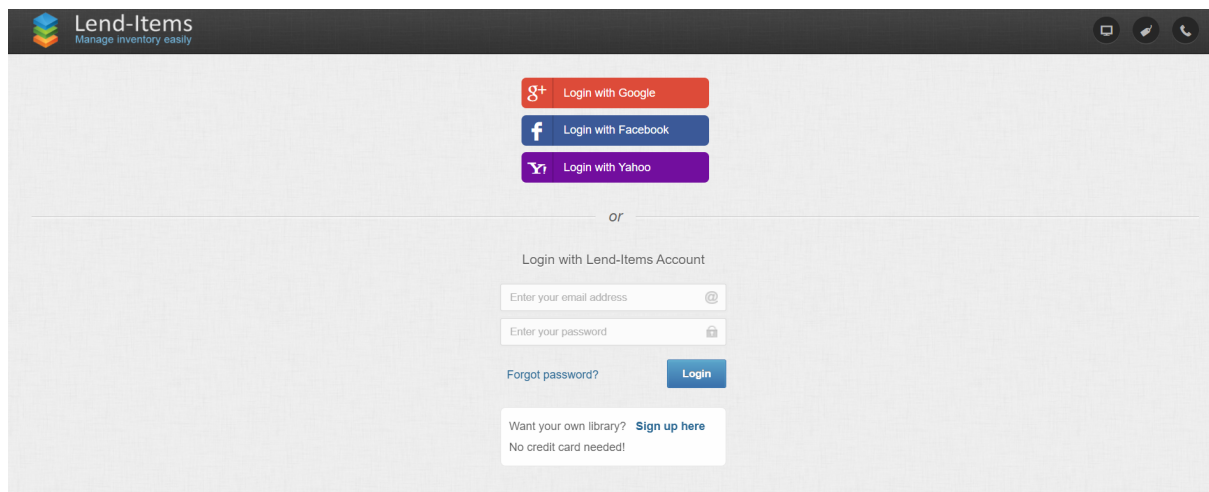 Lend-Items
Manage inventory easily
g+ Login with Google
f Login with Facebook
Y! Login with Yahoo
or
Login with Lend-Items Account
Enter your email address @
Enter your password
Forgot password? Login
Want your own library? Sign up here
No credit card needed!